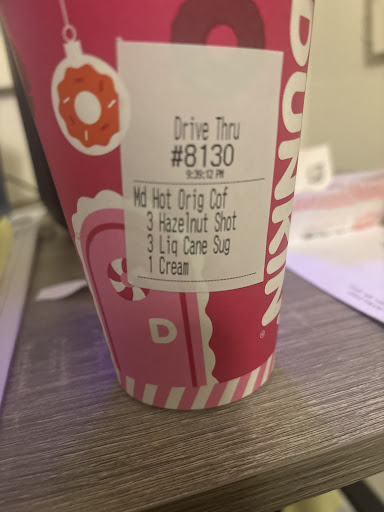 DUNKIN'
Drive Thru
#8130
9:39:12 PM
Md Hot Orig Cof
3 Hazelnut Shot
3 Liq Cane Sug
1 Cream
D